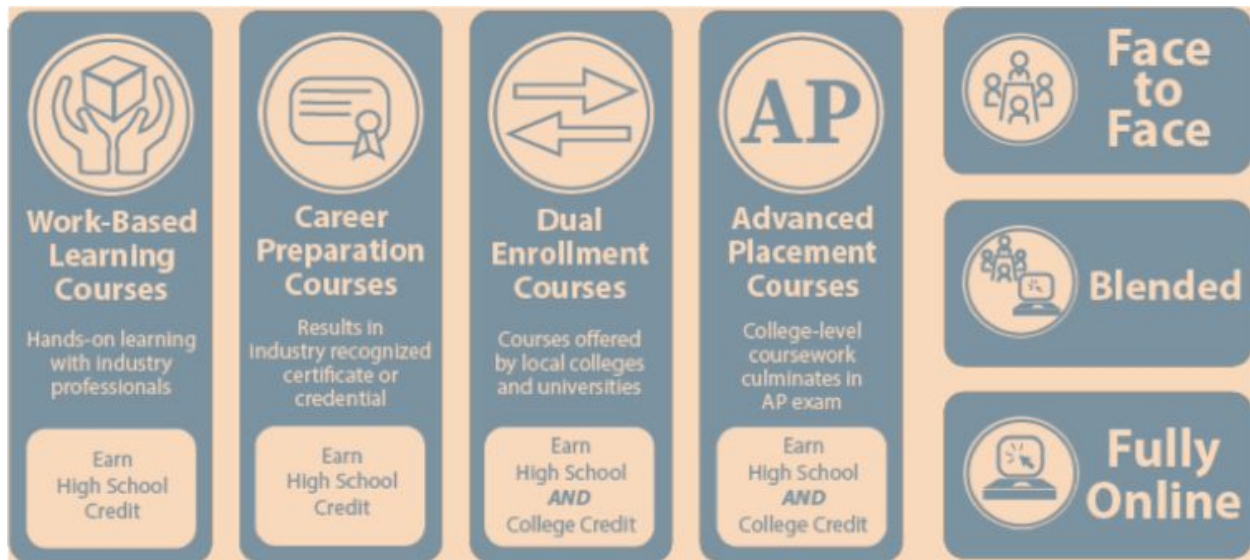 Work-Based
Learning
Courses
Hands-on learning
with industry
professionals
Earn
High School
Credit
Career
Preparation
Courses
Results in
industry recognized
certificate or
credential
Earn
High School
Credit
Dual
Enrollment
Courses
Courses offered
by local colleges
and universities
Earn
High School
AND
College Credit
AP
Advanced
Placement
Courses
College-level
coursework
culminates in
AP exam
Earn
High School
AND
College Credit
Face
to
Face
Blended
Fully
Online